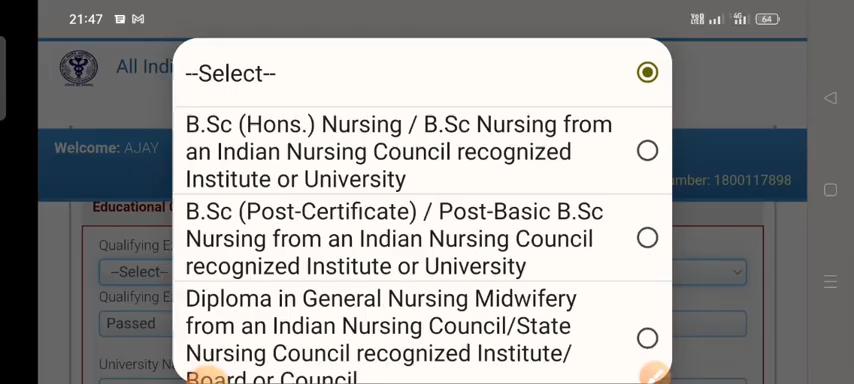 21:47
VoD LTE 4G 64
All Indi
--Select--
B.Sc (Hons.) Nursing / B.Sc Nursing from
an Indian Nursing Council recognized
Institute or University
Welcome: AJAY
mber: 1800117898
Educational
B.Sc (Post-Certificate) / Post-Basic B.Sc
Nursing from an Indian Nursing Council
recognized Institute or University
Qualifying E
--Select--
Qualifying E
Passed
Diploma in General Nursing Midwifery
from an Indian Nursing Council/State
Nursing Council recognized Institute/
Board or Council
University N